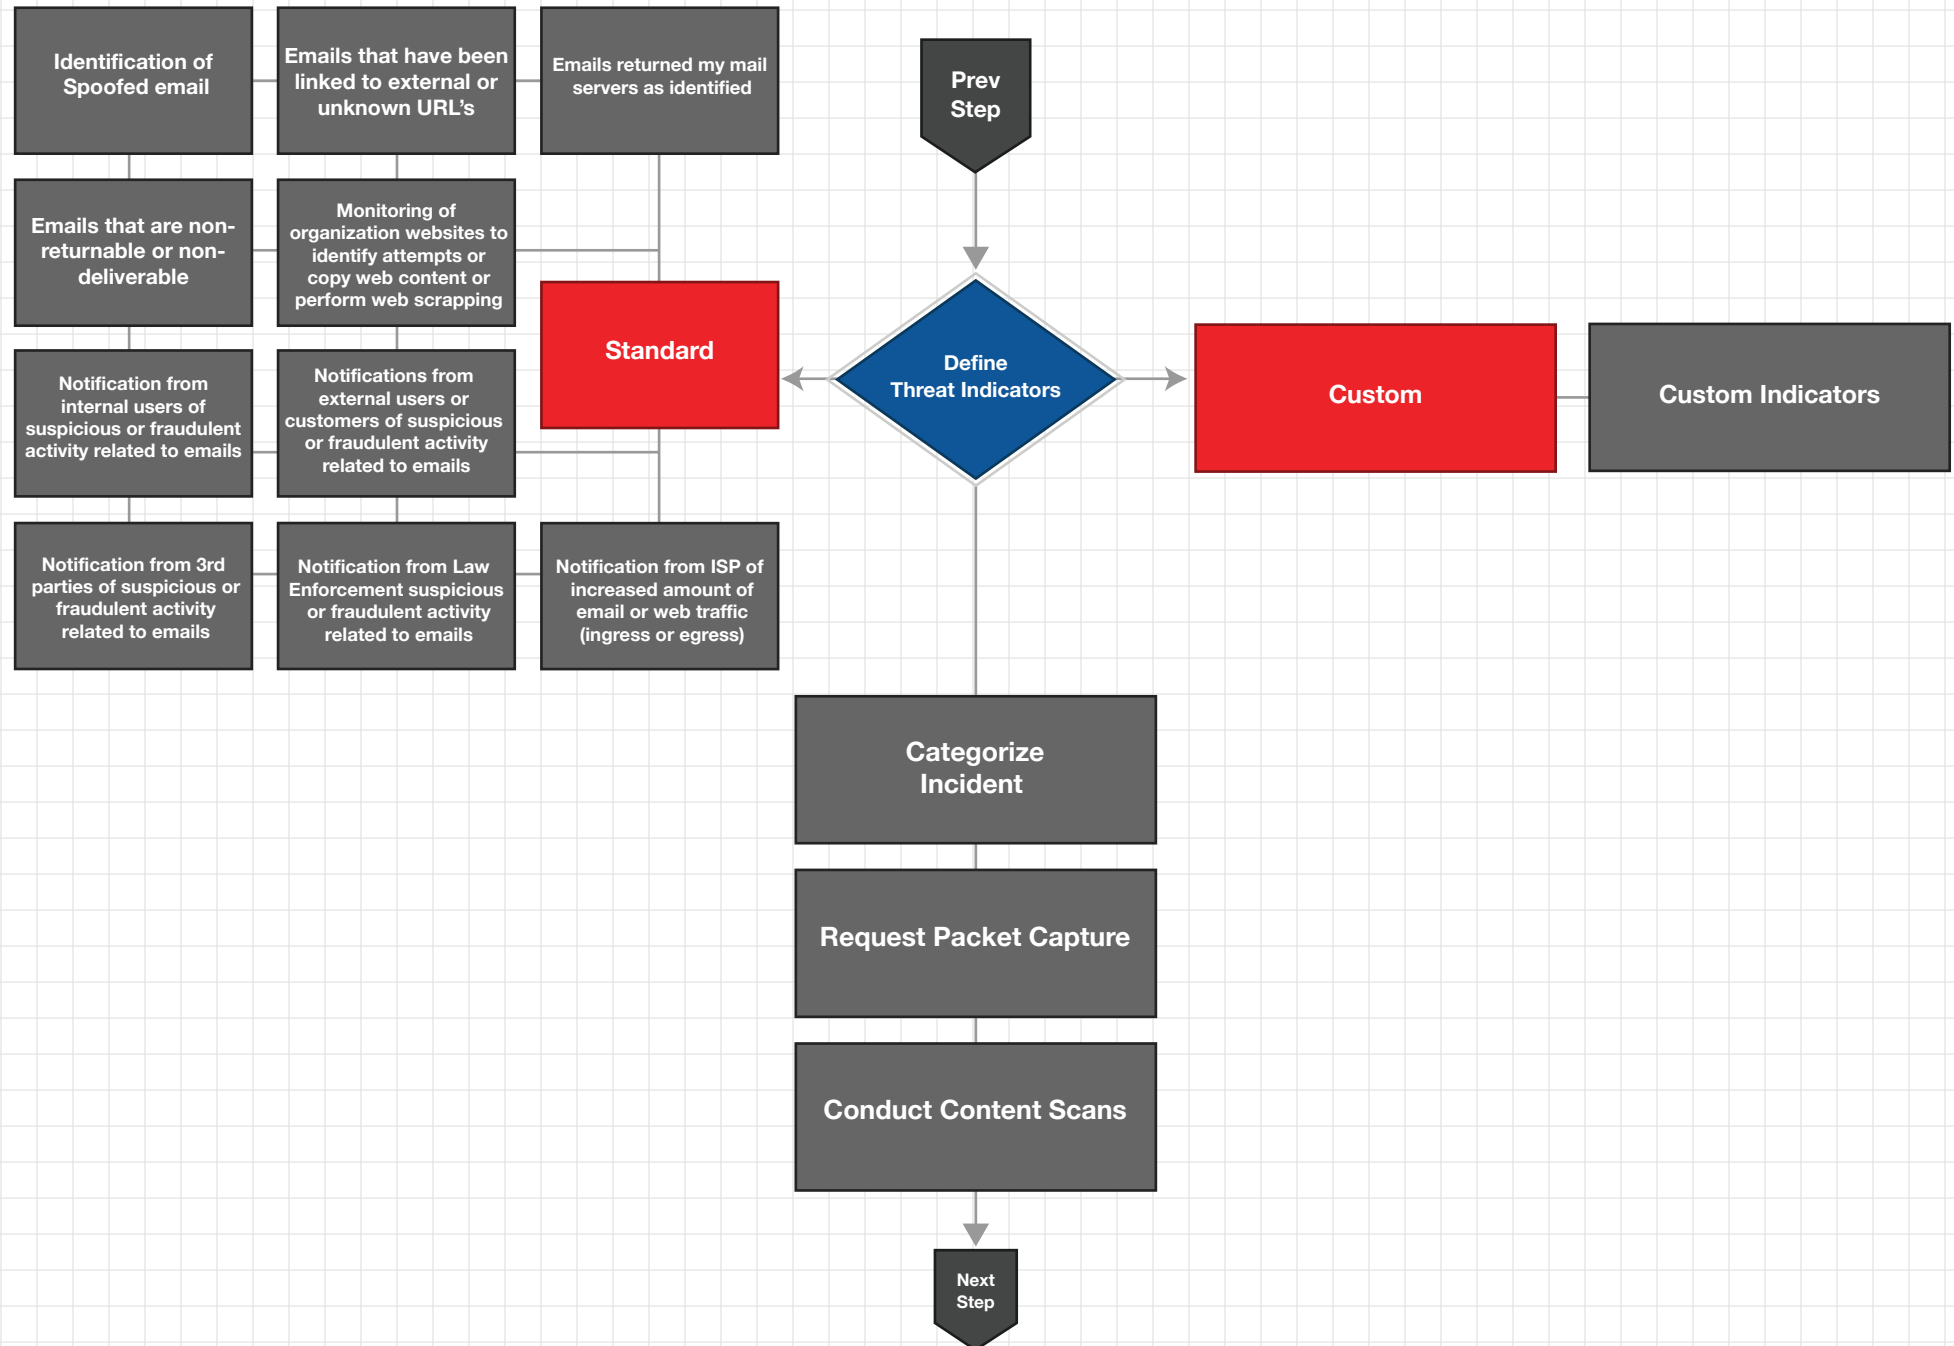 Identification of
Spoofed email
Emails that have been
linked to external or
unknown URL's
Emails returned my mail
servers as identified
Prev
Step
Emails that are non-
returnable or non-
deliverable
Monitoring of
organization websites to
identify attempts or
copy web content or
perform web scrapping
Standard
Define
Threat Indicators
Custom
Custom Indicators
Notification from
internal users of
suspicious or fraudulent
activity related to emails
Notifications from
external users or
customers of suspicious
or fraudulent activity
related to emails
Notification from 3rd
parties of suspicious or
fraudulent activity
related to emails
Notification from Law
Enforcement suspicious
or fraudulent activity
related to emails
Notification from ISP of
increased amount of
email or web traffic
(ingress or egress)
Categorize
Incident
Request Packet Capture
Conduct Content Scans
Next
Step